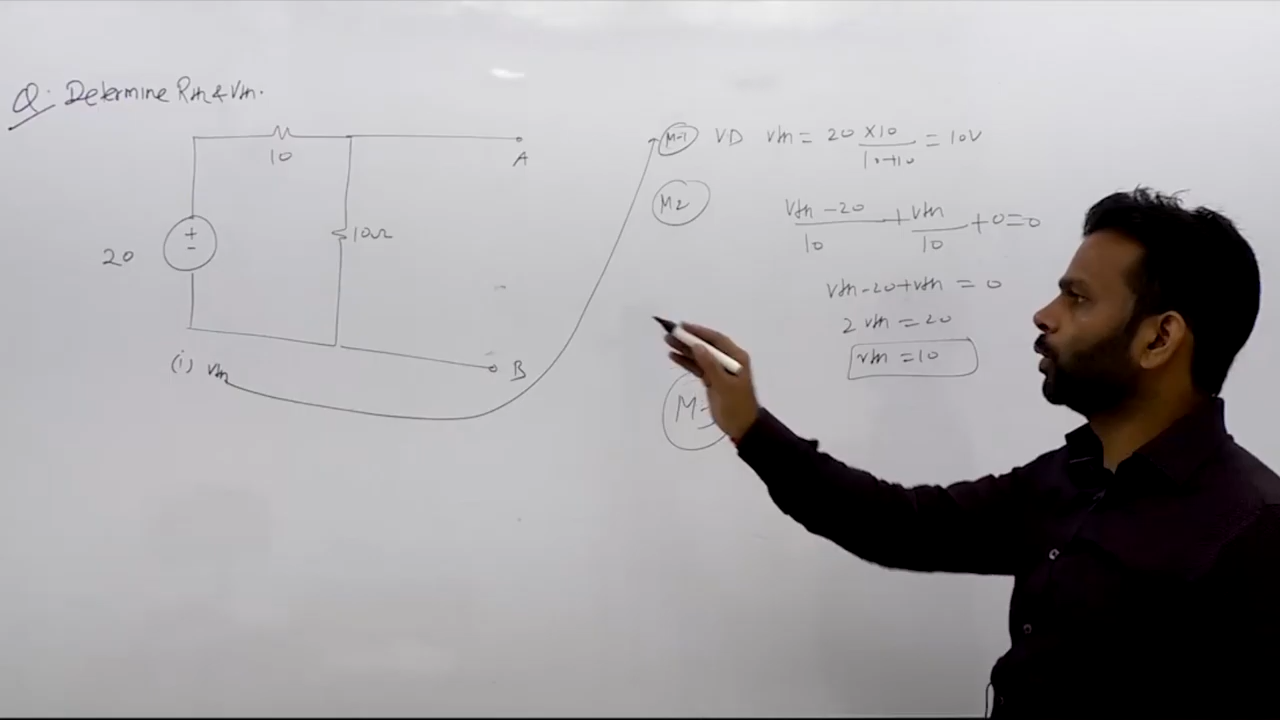 Q. Determine Rth & Vth.
10
A
+
-
10Ω
20
B
(i) Vth
M-1 VD Vth = 20 × 10 / 10+10 = 10V
M2
Vth - 20 / 10 + Vth / 10 + 0 = 0
Vth - 20 + Vth = 0
2 Vth = 20
Vth = 10